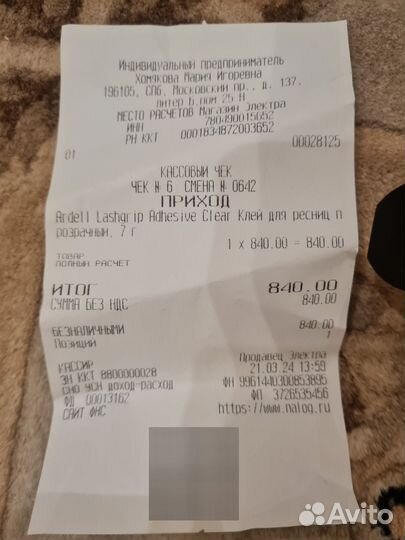 Индивидуальный предприниматель
Хомякова Мария Игоревна
196105, СПб, Московский пр., д. 137,
литер Б,пом 25 Н
МЕСТО РАСЧЕТОВ Магазин Электра
ИНН 780490015652
РН ККТ 0001834872003652
01 00028125
КАССОВЫЙ ЧЕК
ЧЕК № 6 СМЕНА № 0642
ПРИХОД
Ardell Lashgrip Adhesive Clear Клей для ресниц п
розрачный, 7 г
1 x 840.00 = 840.00
ТОВАР
ПОЛНЫЙ РАСЧЕТ
ИТОГ 840.00
СУММА БЕЗ НДС 840.00
БЕЗНАЛИЧНЫМИ 840.00
Позиций 1
КАССИР Продавец Электра
ЗН ККТ 8800000028 21.03.24 13:59
СНО УСН доход-расход ФН 9961440300853895
ФД 00013162 ФП 3726535456
САЙТ ФНС https://www.nalog.ru
Avito